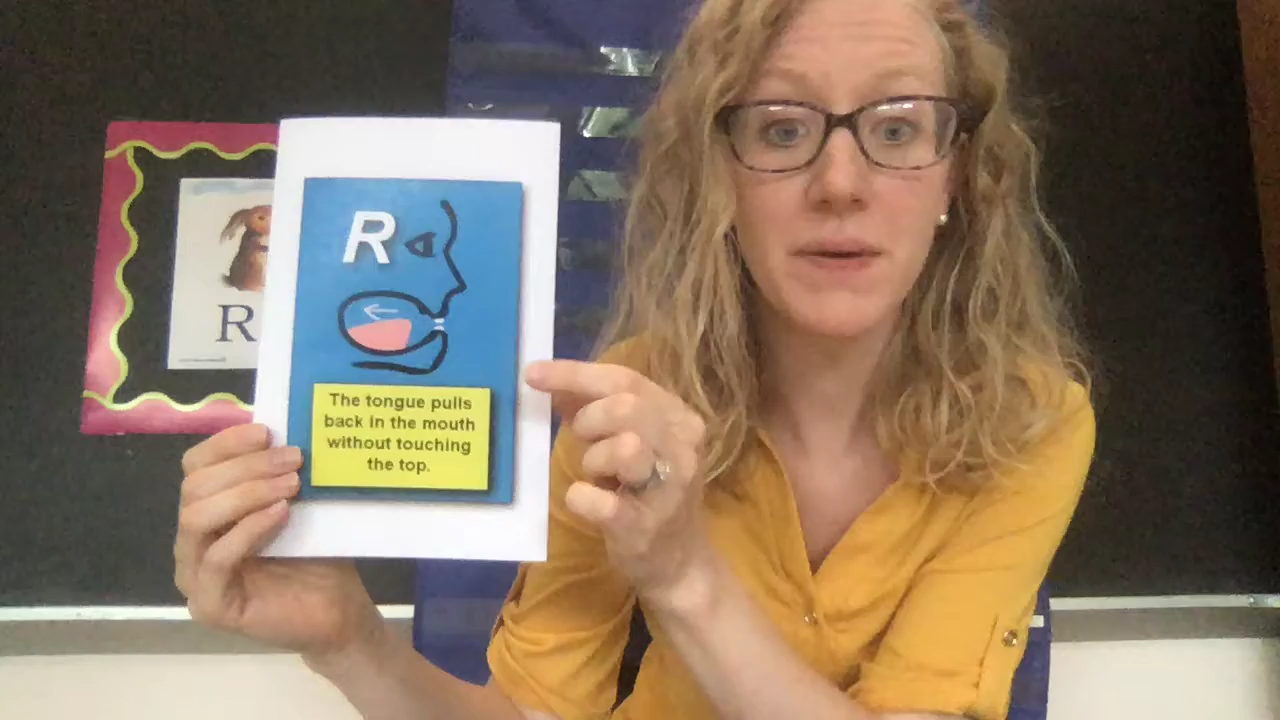 R
R
The tongue pulls
back in the mouth
without touching
the top.